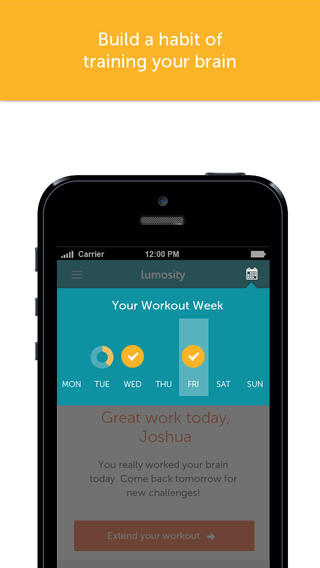 Build a habit of
training your brain
Carrier 12:00 PM
lumosity
Your Workout Week
MON TUE WED THU FRI SAT SUN
Great work today,
Joshua
You really worked your brain
today. Come back tomorrow for
new challenges!
Extend your workout